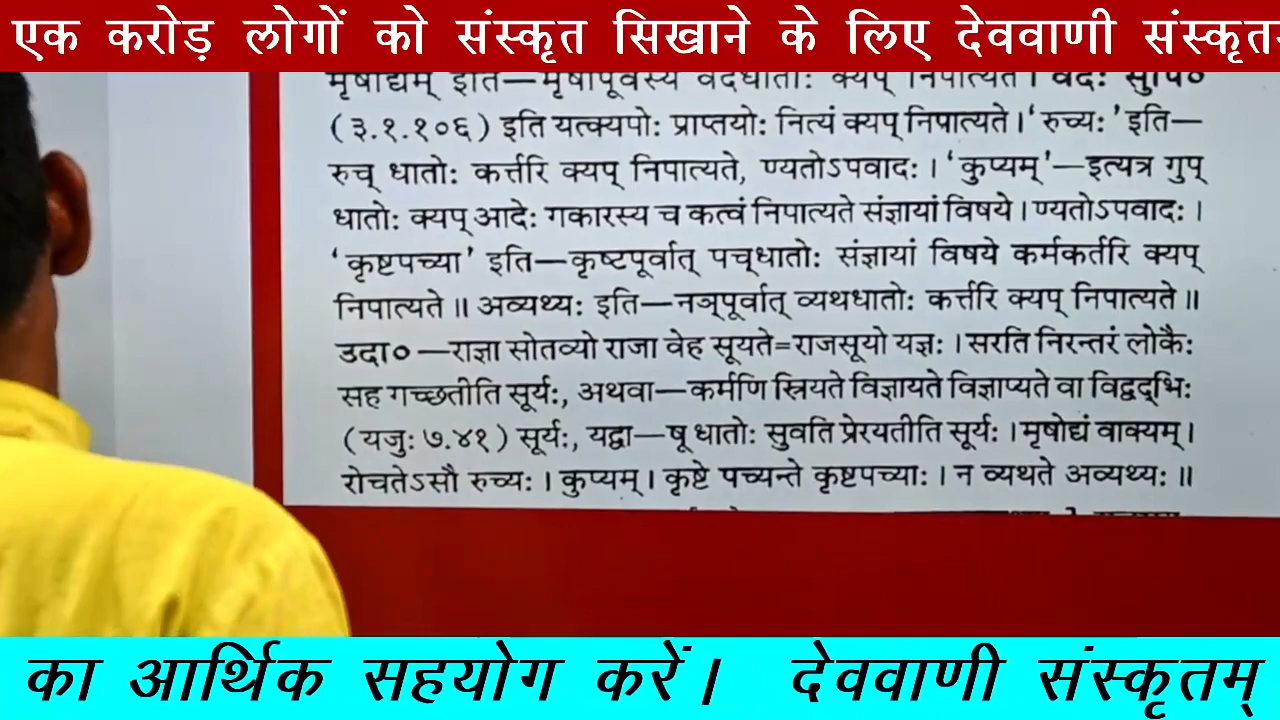 एक करोड़ लोगों को संस्कृत सिखाने के लिए देववाणी संस्कृत
मृषोद्यम् इति—मृषापूर्वस्य वदधातोः क्यप् निपात्यते । वदः सुपि०
(३.१.१०६) इति यत्क्यपोः प्राप्तयोः नित्यं क्यप् निपात्यते । 'रुच्यः' इति—
रुच् धातोः कर्त्तरि क्यप् निपात्यते, ण्यतोऽपवादः । 'कुप्यम्'—इत्यत्र गुप्
धातोः क्यप् आदेः गकारस्य च कत्वं निपात्यते संज्ञायां विषये । ण्यतोऽपवादः ।
'कृष्टपच्या' इति—कृष्टपूर्वात् पच्धातोः संज्ञायां विषये कर्मकर्तरि क्यप्
निपात्यते ॥ अव्यथ्यः इति—नञ्पूर्वात् व्यथधातोः कर्त्तरि क्यप् निपात्यते ॥
उदा०—राज्ञा सोतव्यो राजा वेह सूयते=राजसूयो यज्ञः । सरति निरन्तरं लोकैः
सह गच्छतीति सूर्यः, अथवा—कर्मणि स्रियते विज्ञायते विज्ञाप्यते वा विद्वद्भिः
(यजुः ७.४१) सूर्यः, यद्वा—षू धातोः सुवति प्रेरयतीति सूर्यः । मृषोद्यं वाक्यम् ।
रोचतेऽसौ रुच्यः । कुप्यम् । कृष्टे पच्यन्ते कृष्टपच्याः । न व्यथते अव्यथ्यः ॥
का आर्थिक सहयोग करें । देववाणी संस्कृतम्